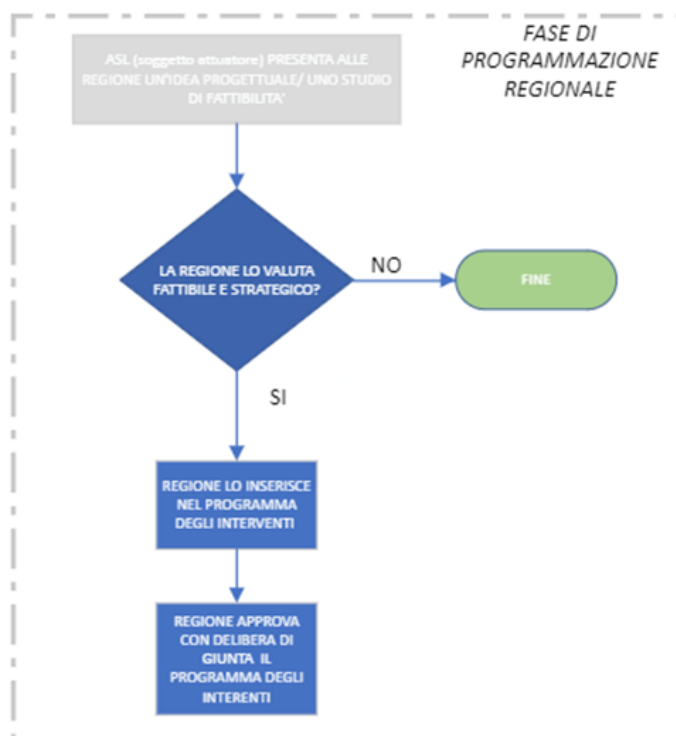 FASE DI
PROGRAMMAZIONE
REGIONALE
ASL (soggetto attuatore) PRESENTA ALLE
REGIONE UN'IDEA PROGETTUALE/ UNO STUDIO
DI FATTIBILITA'
LA REGIONE LO VALUTA
FATTIBILE E STRATEGICO?
NO
FINE
SI
REGIONE LO INSERISCE
NEL PROGRAMMA
DEGLI INTERVENTI
REGIONE APPROVA
CON DELIBERA DI
GIUNTA IL
PROGRAMMA DEGLI
INTERENTI